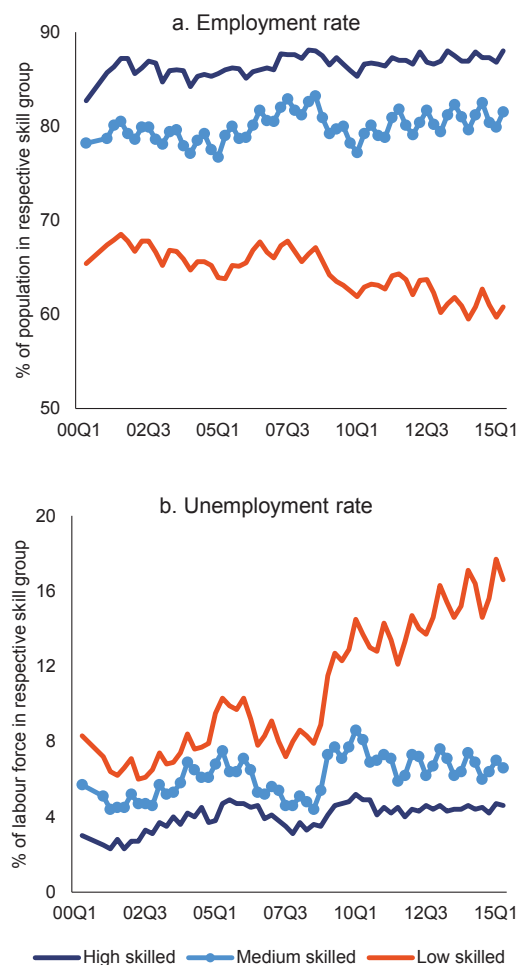 a. Employment rate
% of population in respective skill group
90
80
70
60
50
00Q1 02Q3 05Q1 07Q3 10Q1 12Q3 15Q1
b. Unemployment rate
% of labour force in respective skill group
20
16
12
8
4
0
00Q1 02Q3 05Q1 07Q3 10Q1 12Q3 15Q1
High skilled Medium skilled Low skilled